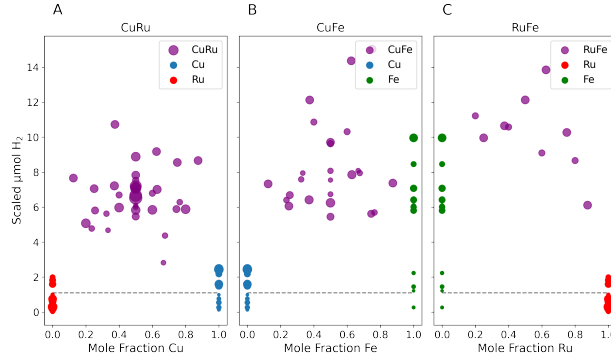 A
B
C
CuRu
CuFe
RuFe
CuRu
Cu
Ru
CuFe
Cu
Fe
RuFe
Ru
Fe
Scaled μmol H₂
14
12
10
8
6
4
2
0
0.0 0.2 0.4 0.6 0.8 1.0
0.0 0.2 0.4 0.6 0.8 1.0
0.0 0.2 0.4 0.6 0.8 1.0
Mole Fraction Cu
Mole Fraction Fe
Mole Fraction Ru